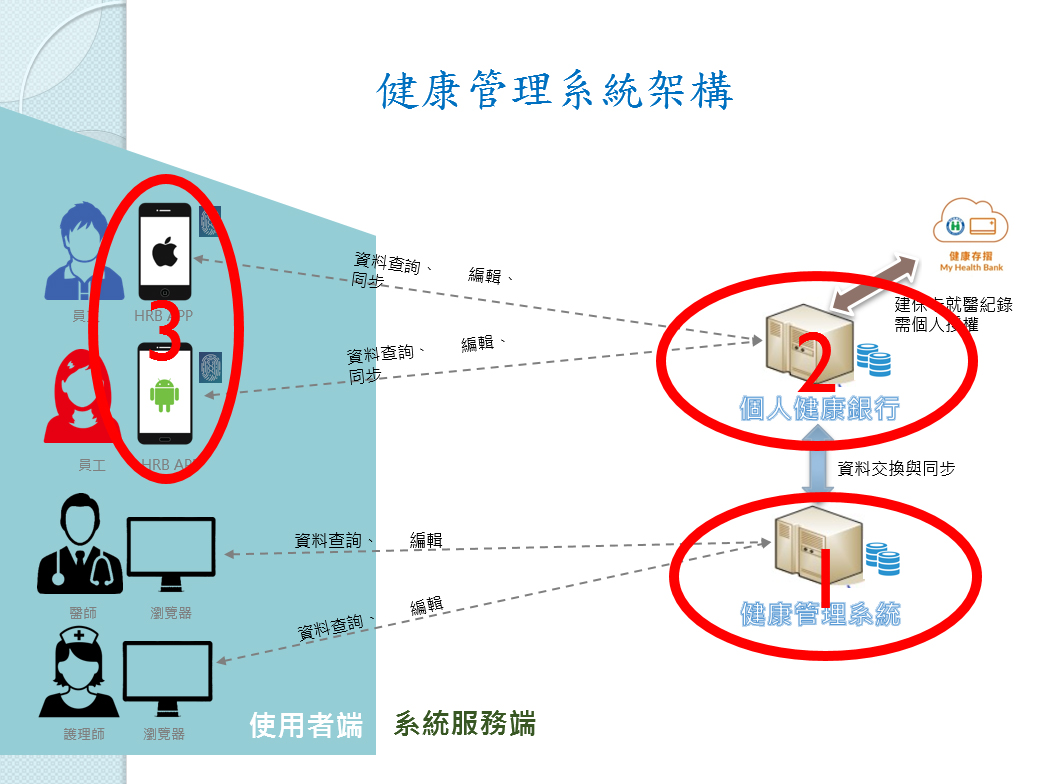 健康管理系統架構
資料查詢、 編輯、
同步
健康存摺
My Health Bank
建保卡就醫紀錄
需個人授權
員工
HRB APP
3
資料查詢、 編輯、
同步
2
個人健康銀行
員工
HRB APP
資料交換與同步
資料查詢、 編輯
1
健康管理系統
醫師
瀏覽器
資料查詢、 編輯
護理師
瀏覽器
使用者端
系統服務端